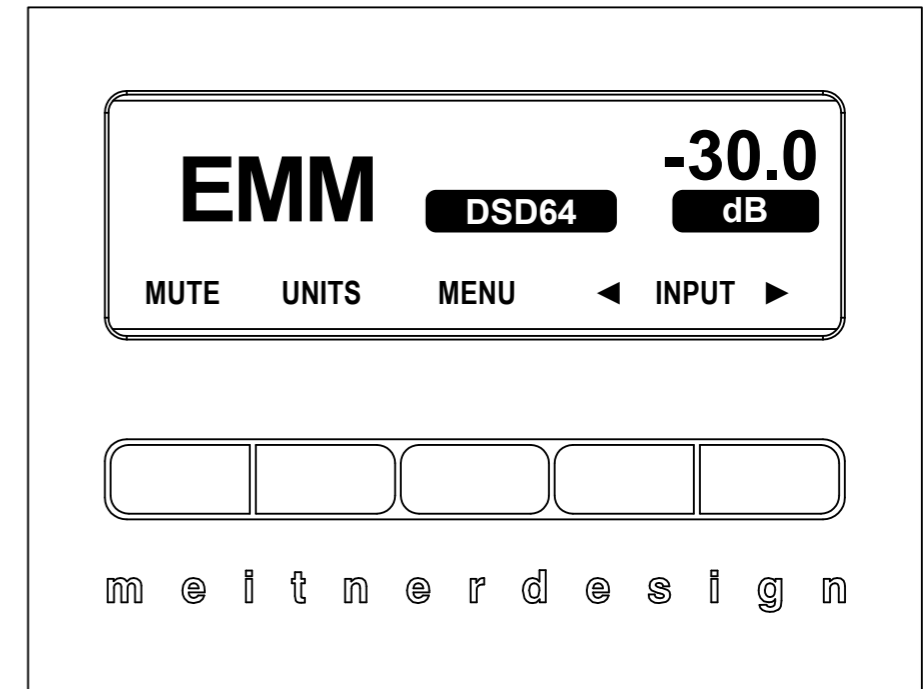 -30.0
EMM DSD64 dB
MUTE UNITS MENU ◄ INPUT ►
meitnerdesign